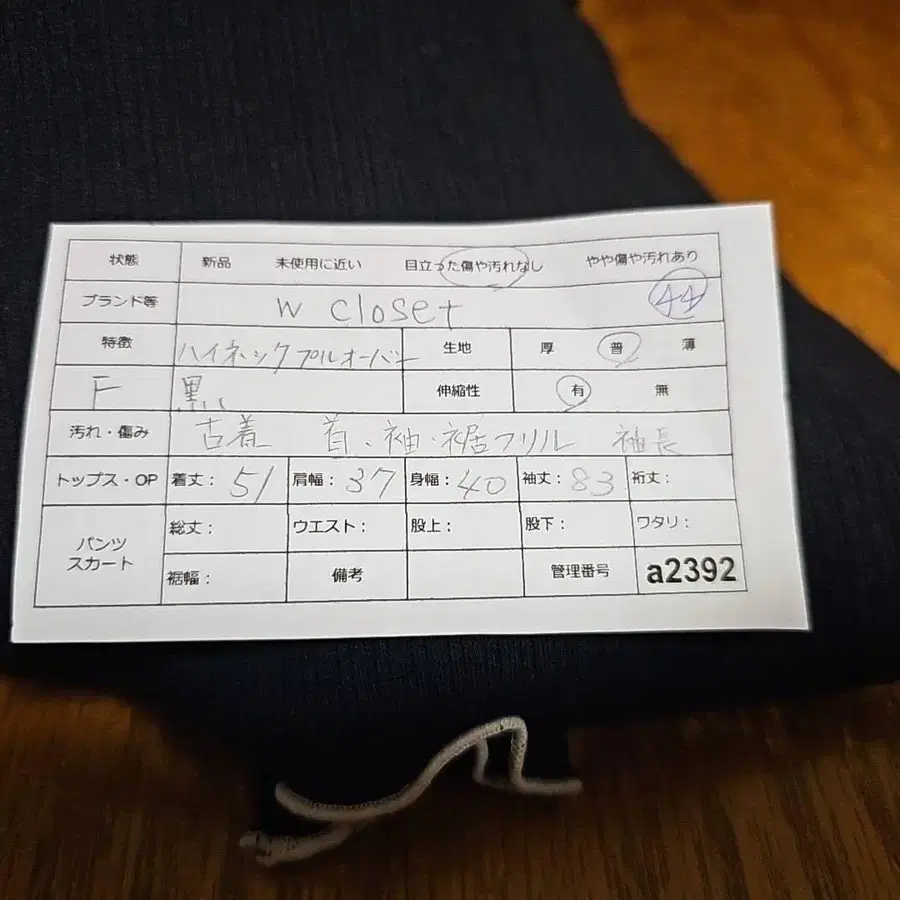 状態 新品 未使用に近い 目立った傷や汚れなし やや傷や汚れあり
ブランド等 w closet 44
特徴 ハイネックプルオーバー 生地 厚 普 薄
F 黒 伸縮性 有 無
汚れ・傷み 古着 首、袖・裾フリル 袖長
トップス・OP 着丈: 51 肩幅: 37 身幅: 40 袖丈: 83 裄丈:
パンツ スカート 総丈: ウエスト: 股上: 股下: ワタリ:
裾幅: 備考 管理番号 a2392